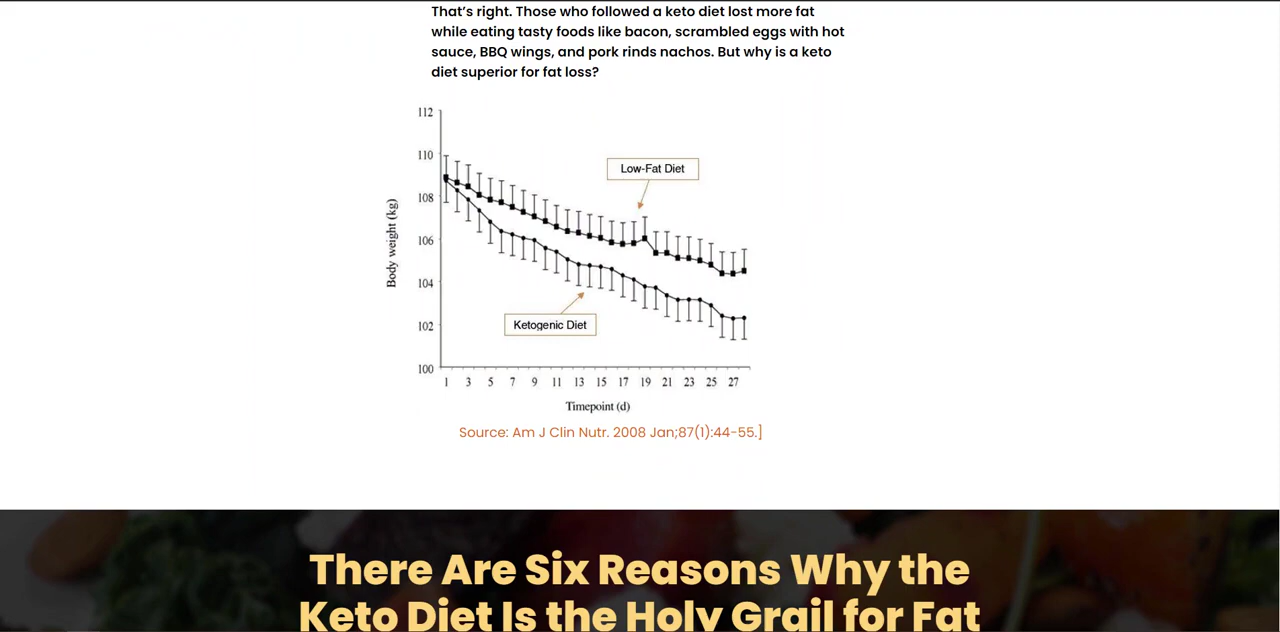 That’s right. Those who followed a keto diet lost more fat
while eating tasty foods like bacon, scrambled eggs with hot
sauce, BBQ wings, and pork rinds nachos. But why is a keto
diet superior for fat loss?
112
110
108
106
104
102
100
Body weight (kg)
Low-Fat Diet
Ketogenic Diet
1 3 5 7 9 11 13 15 17 19 21 23 25 27
Timepoint (d)
Source: Am J Clin Nutr. 2008 Jan;87(1):44-55.]
There Are Six Reasons Why the
Keto Diet Is the Holy Grail for Fat